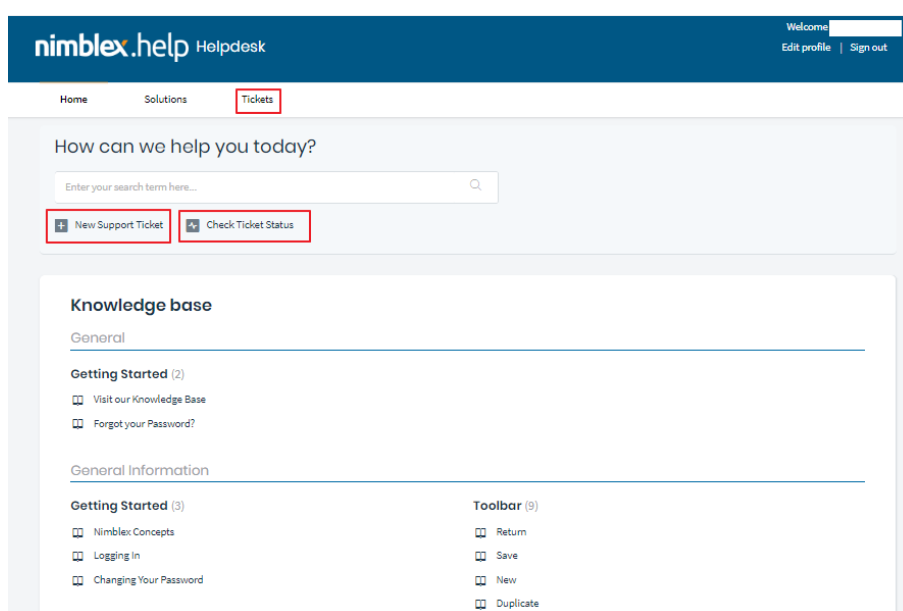 Welcome
nimblex.help Helpdesk
Edit profile | Sign out
Home Solutions Tickets
How can we help you today?
Enter your search term here...
New Support Ticket Check Ticket Status
Knowledge base
General
Getting Started (2)
Visit our Knowledge Base
Forgot your Password?
General Information
Getting Started (3) Toolbar (9)
Nimblex Concepts Return
Logging In Save
Changing Your Password New
Duplicate